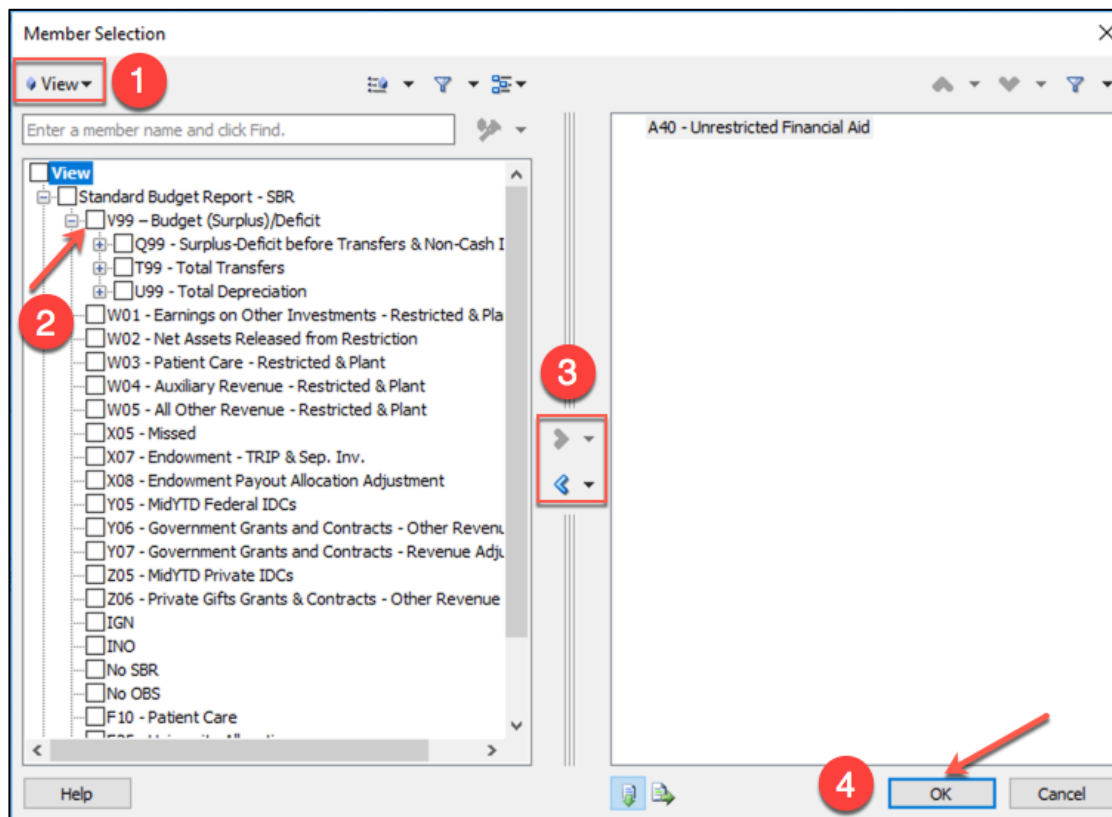 Member Selection
View
1
Enter a member name and click Find.
A40 - Unrestricted Financial Aid
View
Standard Budget Report - SBR
V99 – Budget (Surplus)/Deficit
Q99 - Surplus-Deficit before Transfers & Non-Cash I
T99 - Total Transfers
U99 - Total Depreciation
2
W01 - Earnings on Other Investments - Restricted & Pla
W02 - Net Assets Released from Restriction
W03 - Patient Care - Restricted & Plant
3
W04 - Auxiliary Revenue - Restricted & Plant
W05 - All Other Revenue - Restricted & Plant
X05 - Missed
X07 - Endowment - TRIP & Sep. Inv.
X08 - Endowment Payout Allocation Adjustment
Y05 - MidYTD Federal IDCs
Y06 - Government Grants and Contracts - Other Revenu
Y07 - Government Grants and Contracts - Revenue Adju
Z05 - MidYTD Private IDCs
Z06 - Private Gifts Grants & Contracts - Other Revenue
IGN
INO
No SBR
No OBS
F10 - Patient Care
Help
4
OK
Cancel